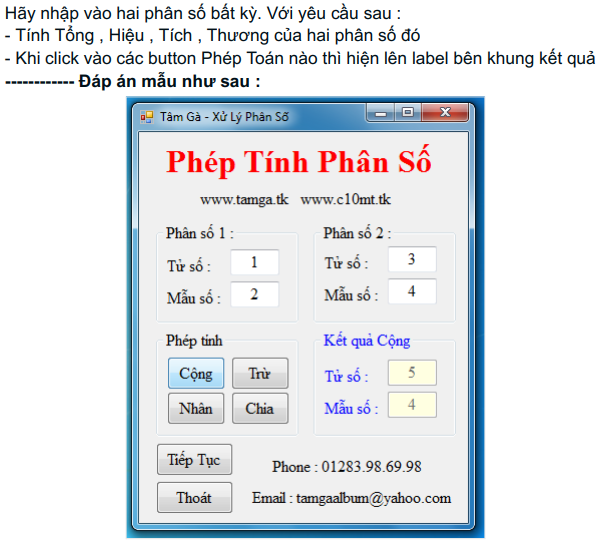 Hãy nhập vào hai phân số bất kỳ. Với yêu cầu sau :
- Tính Tổng , Hiệu , Tích , Thương của hai phân số đó
- Khi click vào các button Phép Toán nào thì hiện lên label bên khung kết quả
------------ Đáp án mẫu như sau :
Tâm Gà - Xử Lý Phân Số
Phép Tính Phân Số
www.tamga.tk www.c10mt.tk
Phân số 1 :
Tử số : 1
Mẫu số : 2
Phân số 2 :
Tử số : 3
Mẫu số : 4
Phép tính
Cộng Trừ
Nhân Chia
Kết quả Cộng
Tử số : 5
Mẫu số : 4
Tiếp Tục
Thoát
Phone : 01283.98.69.98
Email : tamgaalbum@yahoo.com